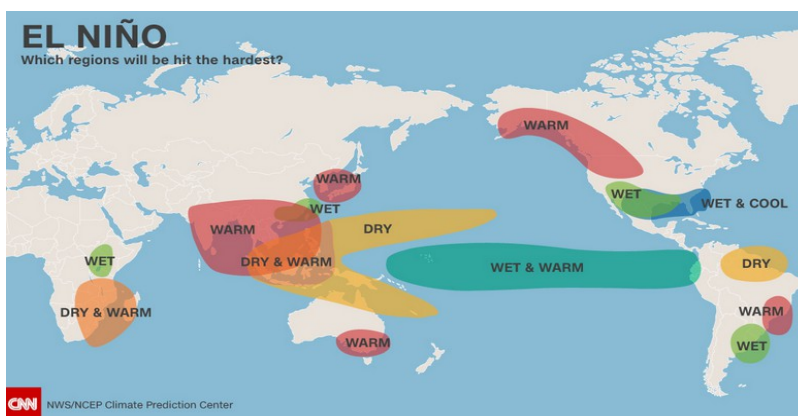 EL NIÑO
Which regions will be hit the hardest?
WARM
WARM
WET
WET & COOL
WET
WARM
DRY
WET
DRY & WARM
WET & WARM
DRY
DRY & WARM
WARM
WARM
WET
CNN
NWS/NCEP Climate Prediction Center